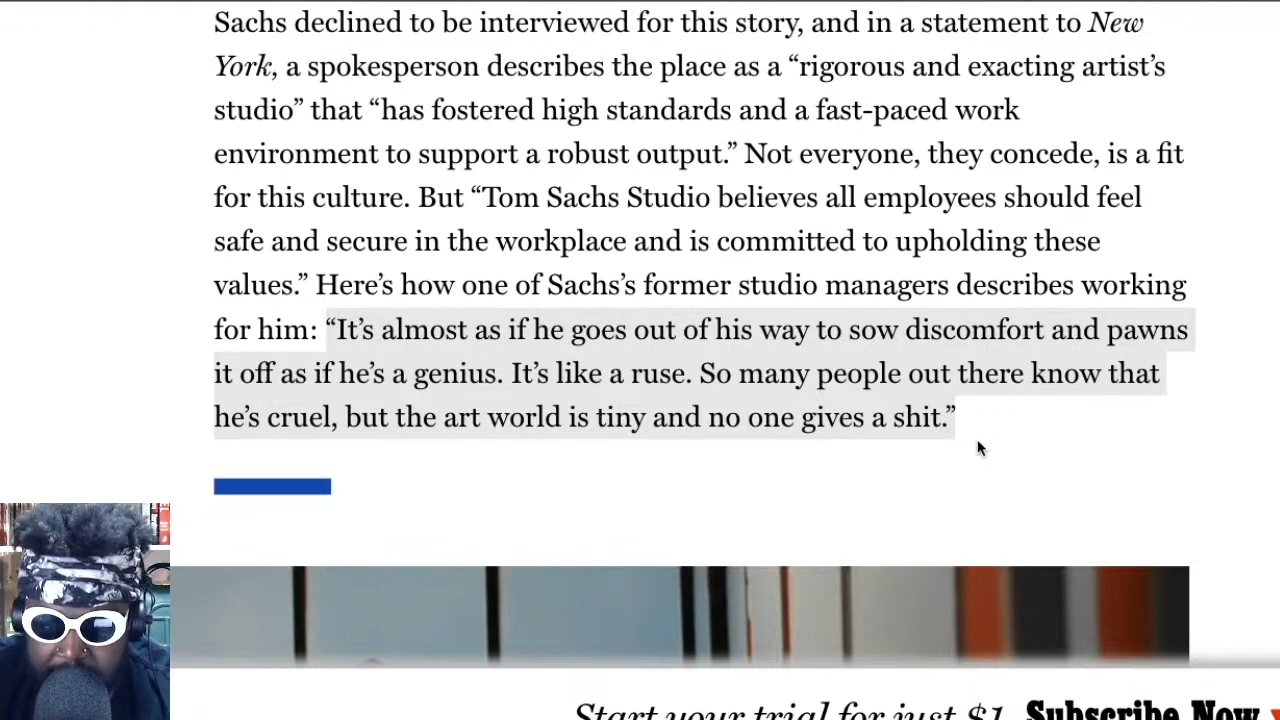 Sachs declined to be interviewed for this story, and in a statement to New
York, a spokesperson describes the place as a “rigorous and exacting artist’s
studio” that “has fostered high standards and a fast-paced work
environment to support a robust output.” Not everyone, they concede, is a fit
for this culture. But “Tom Sachs Studio believes all employees should feel
safe and secure in the workplace and is committed to upholding these
values.” Here’s how one of Sachs’s former studio managers describes working
for him: “It’s almost as if he goes out of his way to sow discomfort and pawns
it off as if he’s a genius. It’s like a ruse. So many people out there know that
he’s cruel, but the art world is tiny and no one gives a shit.”
Start your trial for just $1. Subscribe Now